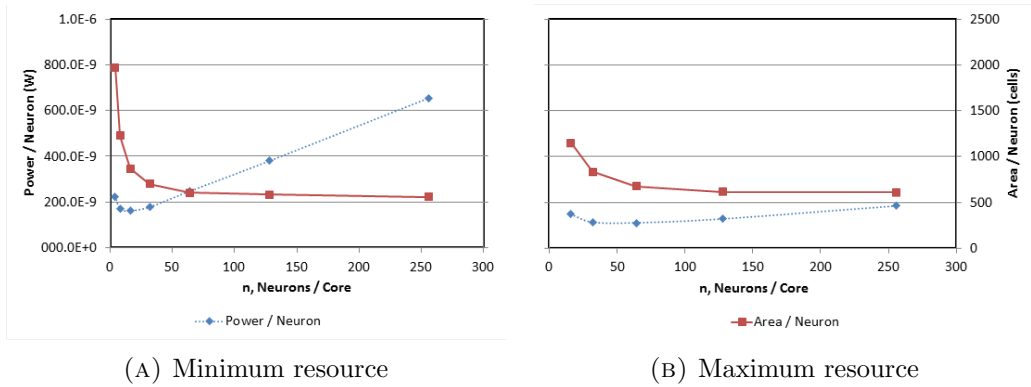 1.0E-6
800.0E-9
600.0E-9
400.0E-9
200.0E-9
000.0E+0
Power / Neuron (W)
0 50 100 150 200 250 300
n, Neurons / Core
Power / Neuron
(A) Minimum resource
2500
2000
1500
1000
500
0
Area / Neuron (cells)
0 50 100 150 200 250 300
n, Neurons / Core
Area / Neuron
(B) Maximum resource